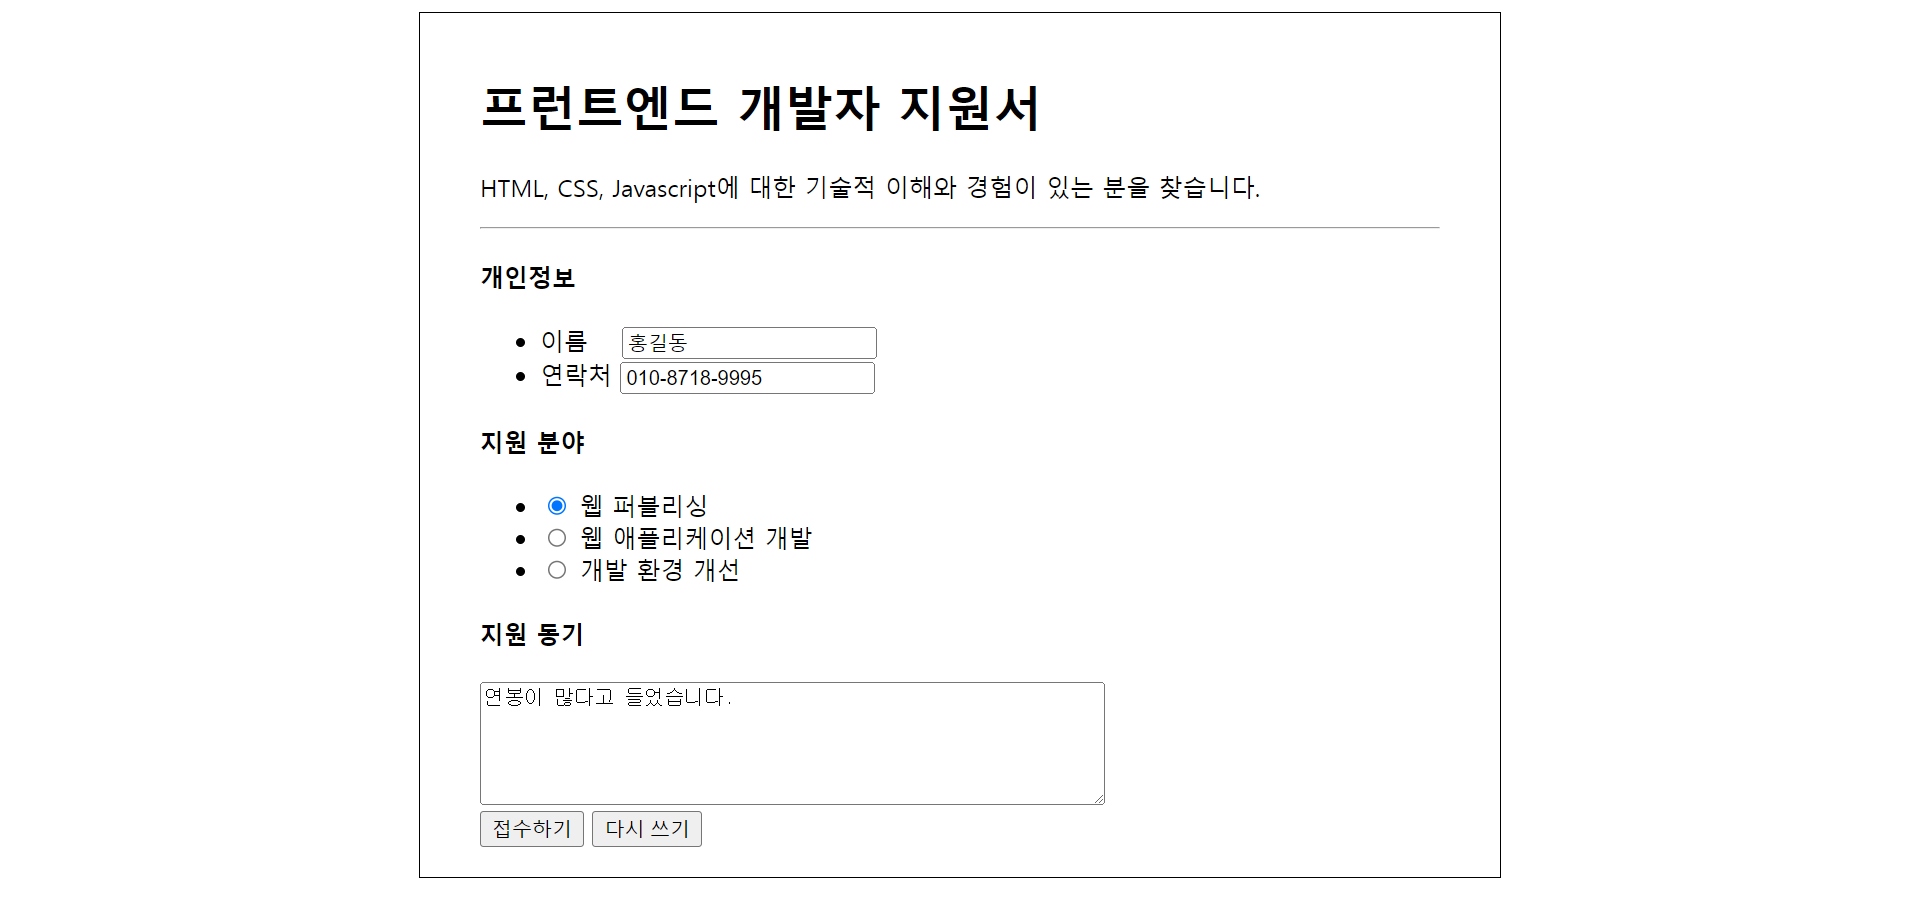 프런트엔드 개발자 지원서
HTML, CSS, Javascript에 대한 기술적 이해와 경험이 있는 분을 찾습니다.
개인정보
이름 홍길동
연락처 010-8718-9995
지원 분야
웹 퍼블리싱
웹 애플리케이션 개발
개발 환경 개선
지원 동기
연봉이 많다고 들었습니다.
접수하기 다시 쓰기